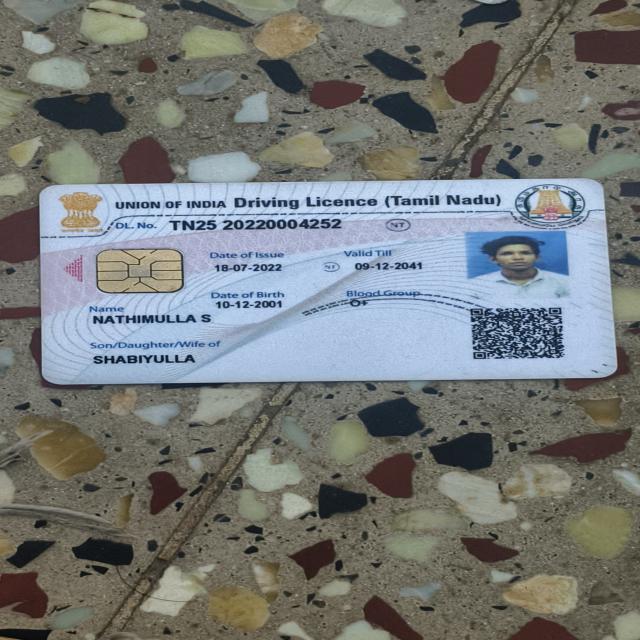 UNION OF INDIA Driving Licence (Tamil Nadu)
DL. No. TN25 20220004252 NT
Date of Issue Valid Till
18-07-2022 NT 09-12-2041
Date of Birth Blood Group
10-12-2001 O+
Name
NATHIMULLA S
Son/Daughter/Wife of
SHABIYULLA